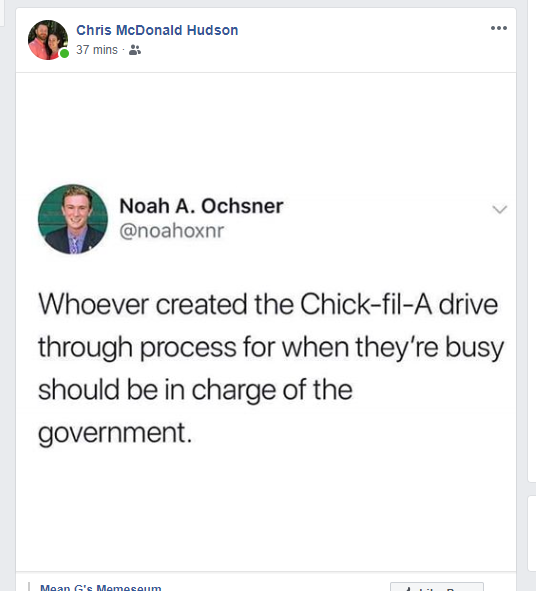 Chris McDonald Hudson
37 mins ·
Noah A. Ochsner
@noahoxnr
Whoever created the Chick-fil-A drive
through process for when they're busy
should be in charge of the
government.
Mean G's Memeseum